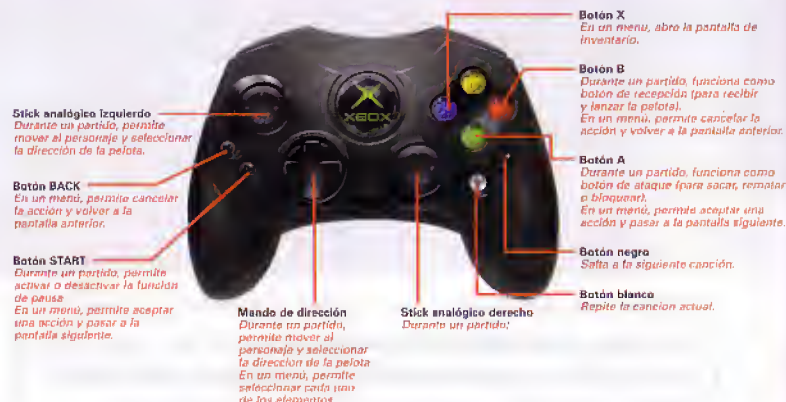 Stick analógico izquierdo
Durante un partido, permite
mover al personaje y seleccionar
la dirección de la pelota.
Botón BACK
En un menú, permite cancelar
la acción y volver a la
pantalla anterior.
Botón START
Durante un partido, permite
activar o desactivar la función
de pausa
En un menú, permite aceptar
una acción y pasar a la
pantalla siguiente.
XBOX
Mando de dirección
Durante un partido,
permite mover al
personaje y seleccionar
la dirección de la pelota
En un menú, permite
seleccionar cada uno
de los elementos
Stick analógico derecho
Durante un partido;
Botón X
En un menú, abre la pantalla de
inventario.
Botón B
Durante un partido, funciona como
botón de recepción (para recibir
y lanzar la pelota).
En un menú, permite cancelar la
acción y volver a la pantalla anterior.
Botón A
Durante un partido, funciona como
botón de ataque (para sacar, rematar
o bloquear).
En un menú, permite aceptar una
acción y pasar a la pantalla siguiente.
Botón negro
Salta a la siguiente canción.
Botón blanco
Repite la canción actual.